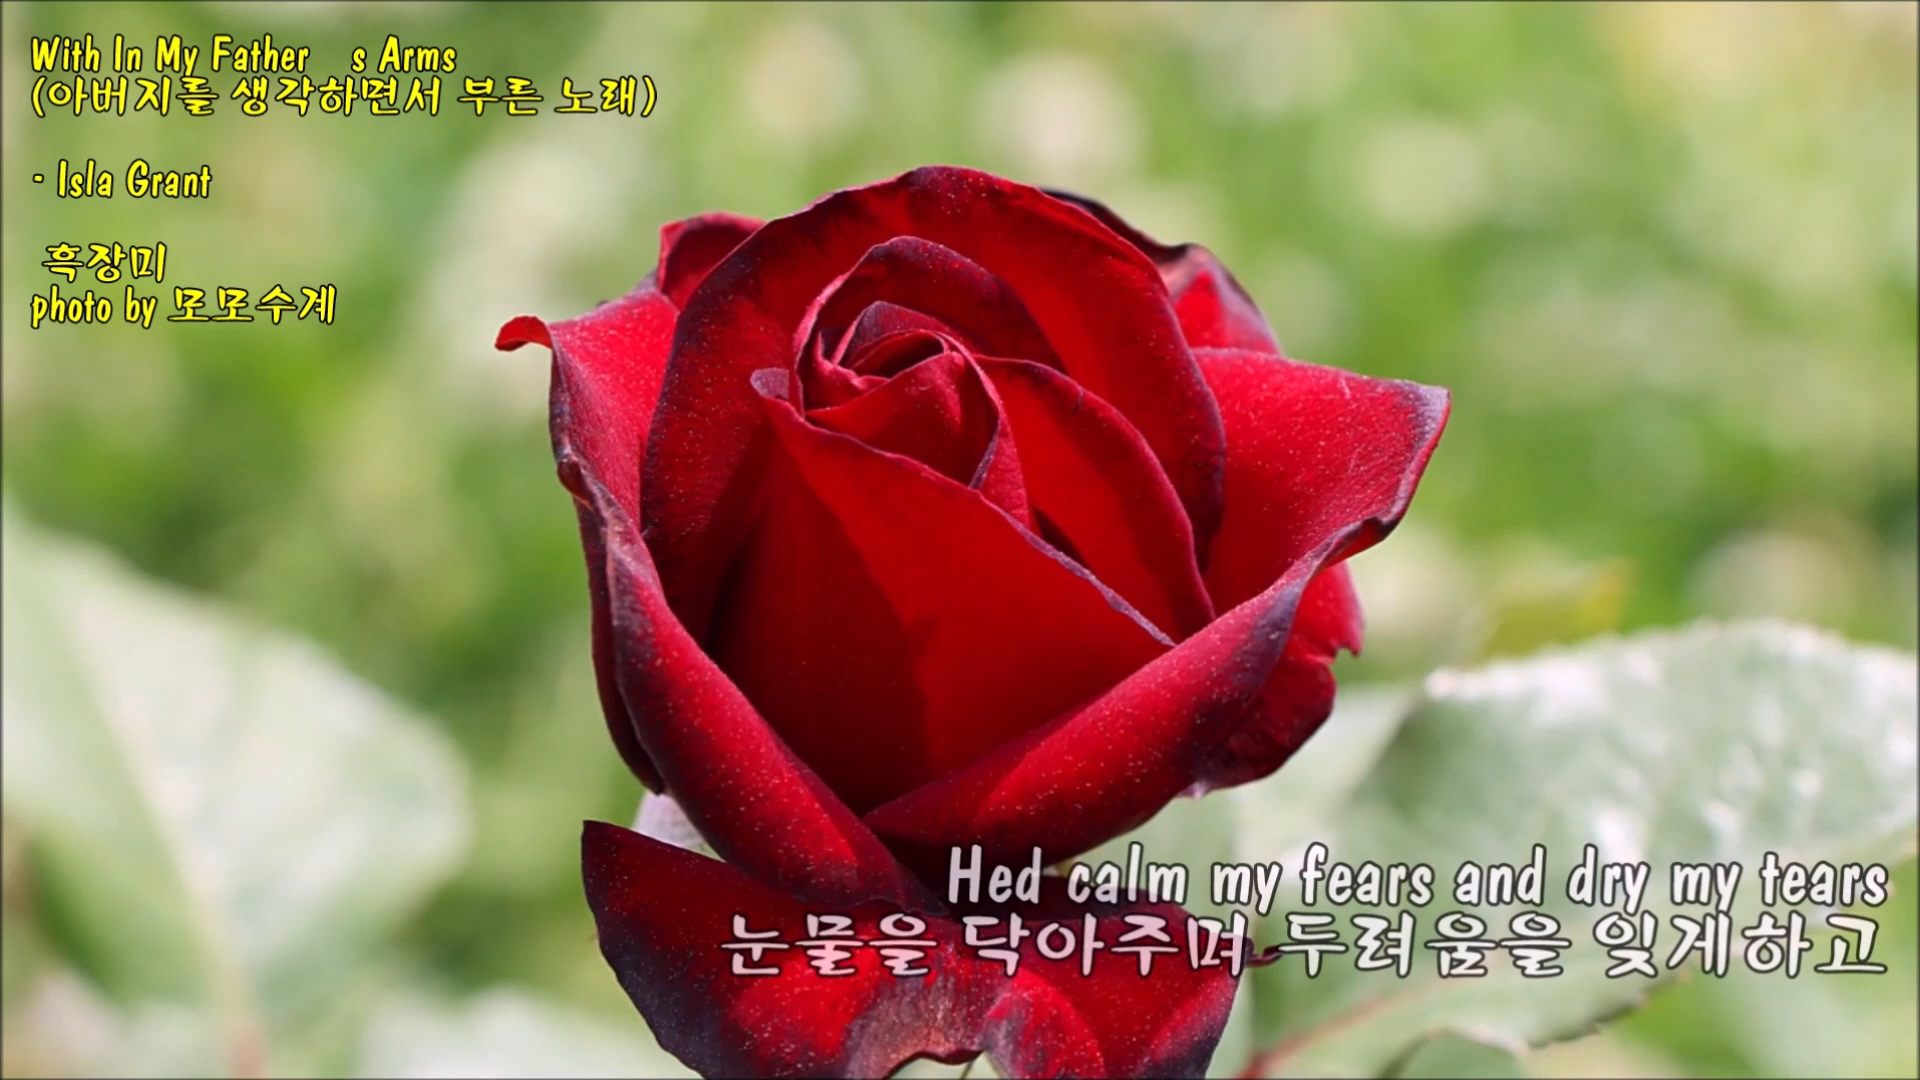 With In My Father s Arms
(아버지를 생각하면서 부른 노래)
- Isla Grant
흑장미
photo by 모모수계
Hed calm my fears and dry my tears
눈물을 닥아주며 두려움을 잊게하고